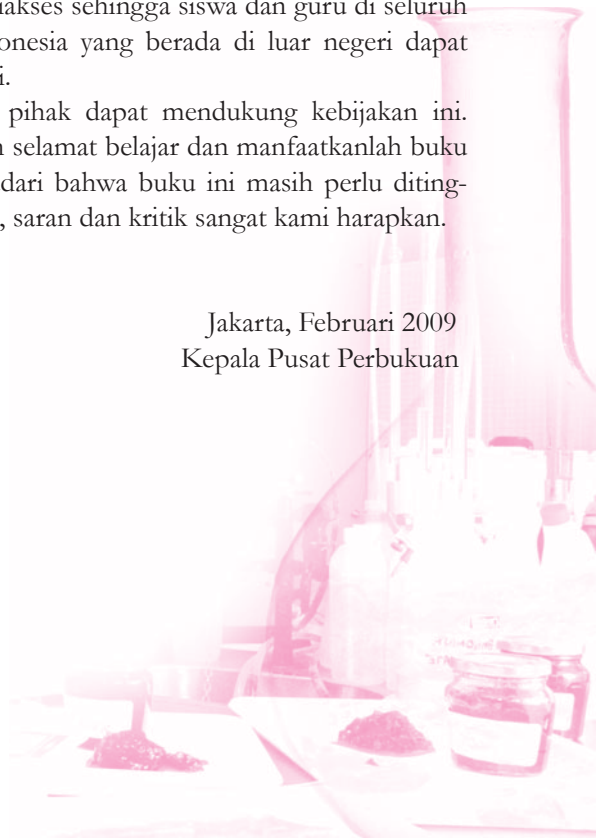 iakses sehingga siswa dan guru di seluruh
onesia yang berada di luar negeri dapat
i.
pihak dapat mendukung kebijakan ini.
n selamat belajar dan manfaatkanlah buku
dari bahwa buku ini masih perlu diting-
, saran dan kritik sangat kami harapkan.
Jakarta, Februari 2009
Kepala Pusat Perbukuan